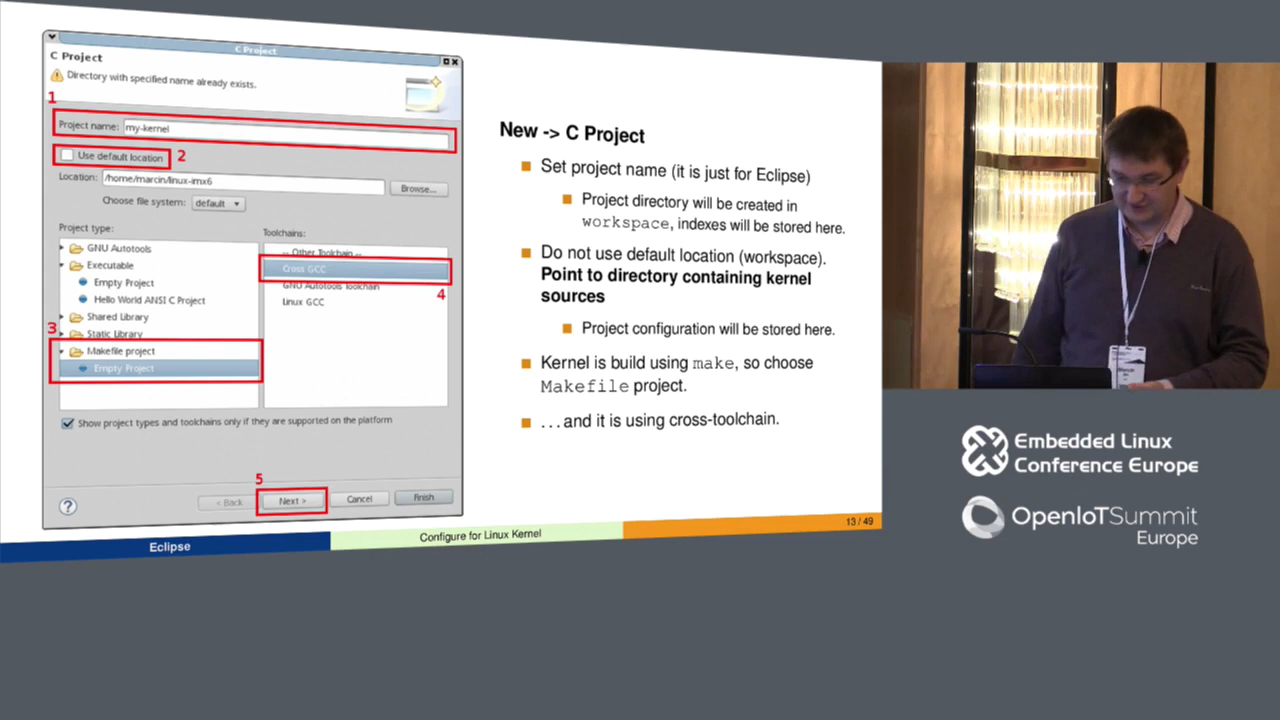 C Project
C Project
Directory with specified name already exists.
1
Project name: my-kernel
Use default location 2
Location: /home/marcin/linux-imx6 Browse...
Choose file system: default
Project type:
GNU Autotools
Executable
Empty Project
Hello World ANSI C Project
Shared Library
3 Static Library
Makefile project
Empty Project
Toolchains:
-- Other Toolchain --
Cross GCC
4
GNU Autotools Toolchain
Linux GCC
Show project types and toolchains only if they are supported on the platform
5
? < Back Next > Cancel Finish
New -> C Project
Set project name (it is just for Eclipse)
Project directory will be created in
workspace, indexes will be stored here.
Do not use default location (workspace).
Point to directory containing kernel
sources
Project configuration will be stored here.
Kernel is build using make, so choose
Makefile project.
...and it is using cross-toolchain.
13 / 49
Eclipse
Configure for Linux Kernel
Embedded Linux
Conference Europe
OpenIoTSummit
Europe